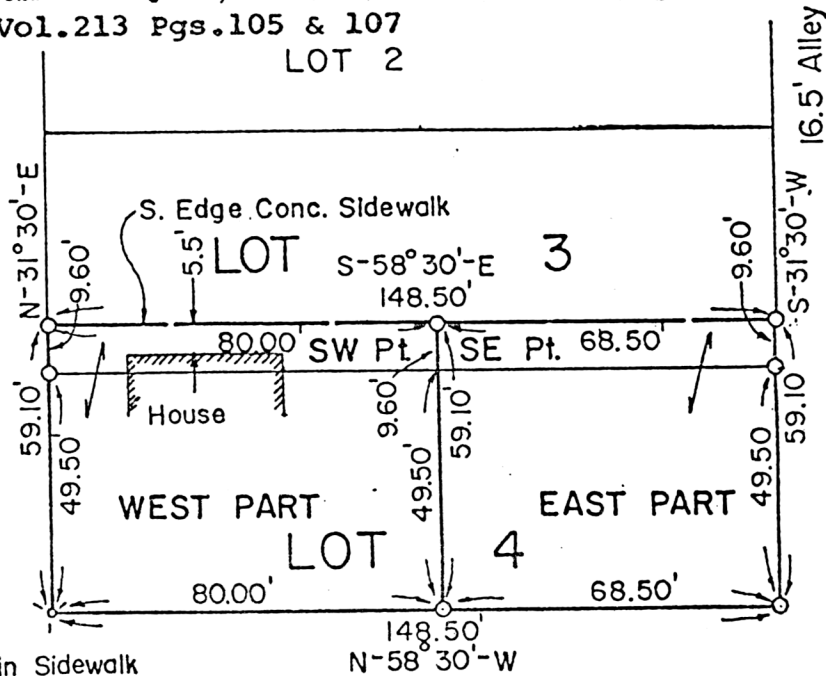 Vol.213 Pgs.105 & 107
LOT 2
16.5' Alley
N-31°30'-E
S. Edge Conc. Sidewalk
9.60'
5.5'
LOT 3
S-58°30'-E
148.50'
9.60'
S-31°30'-W
80.00'
SW Pt.
SE Pt.
68.50'
House
59.10'
49.50'
9.60'
59.10'
49.50'
49.50
59.10
WEST PART
EAST PART
LOT 4
80.00'
68.50'
148.50'
N-58°30'-W
in Sidewalk